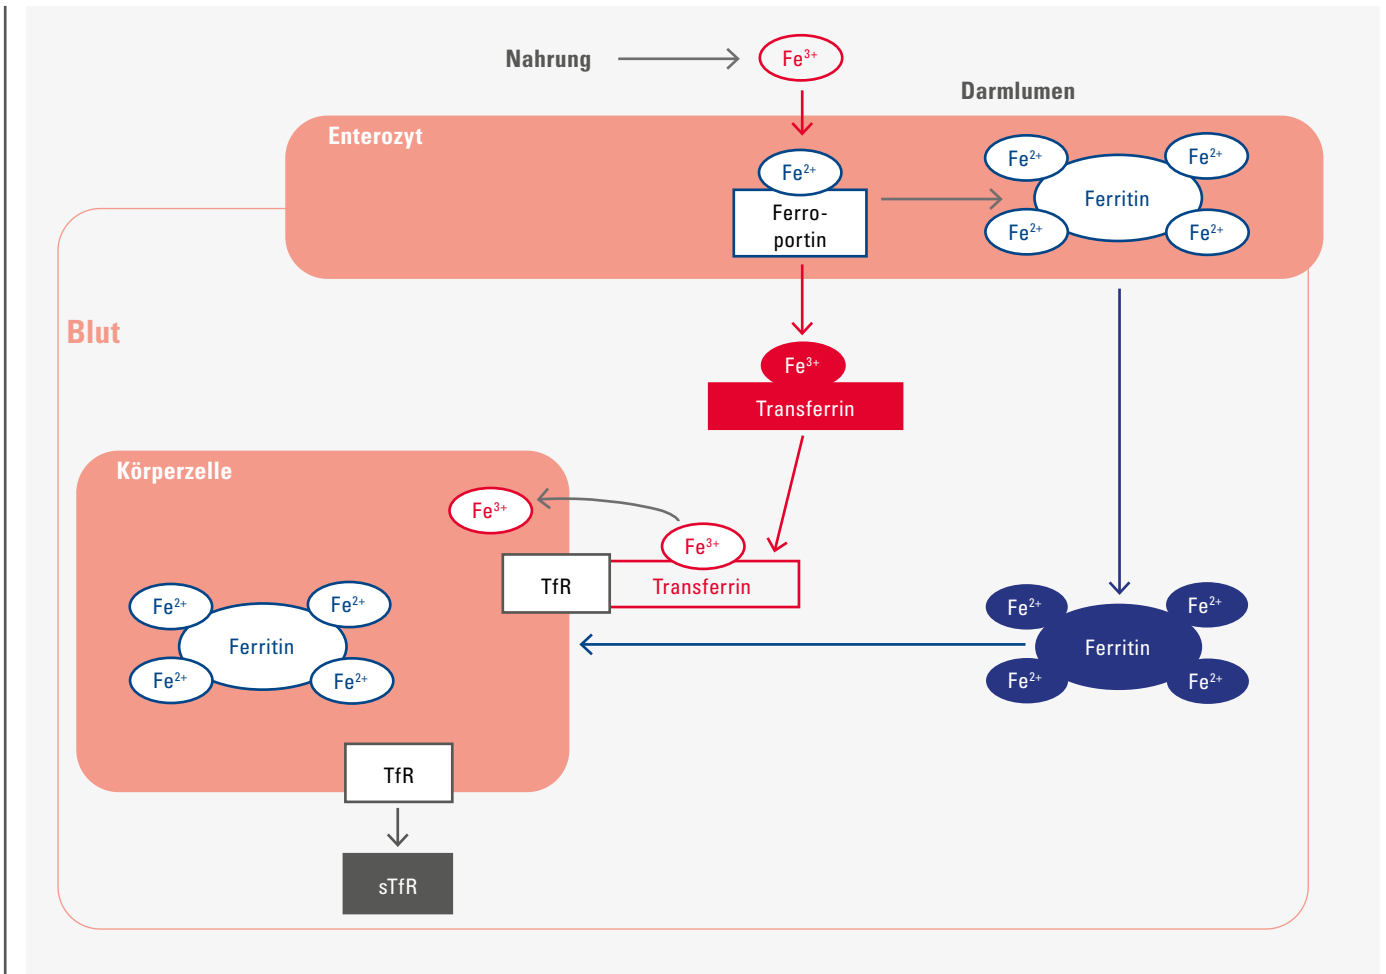 Nahrung
Fe³⁺
Darmlumen
Enterozyt
Fe²⁺
Ferro-
portin
Fe²⁺
Fe²⁺
Ferritin
Fe²⁺
Fe²⁺
Blut
Fe³⁺
Transferrin
Körperzelle
Fe³⁺
Fe³⁺
TfR
Transferrin
Fe²⁺
Fe²⁺
Ferritin
Fe²⁺
Fe²⁺
Fe²⁺
Fe²⁺
Ferritin
Fe²⁺
Fe²⁺
TfR
sTfR